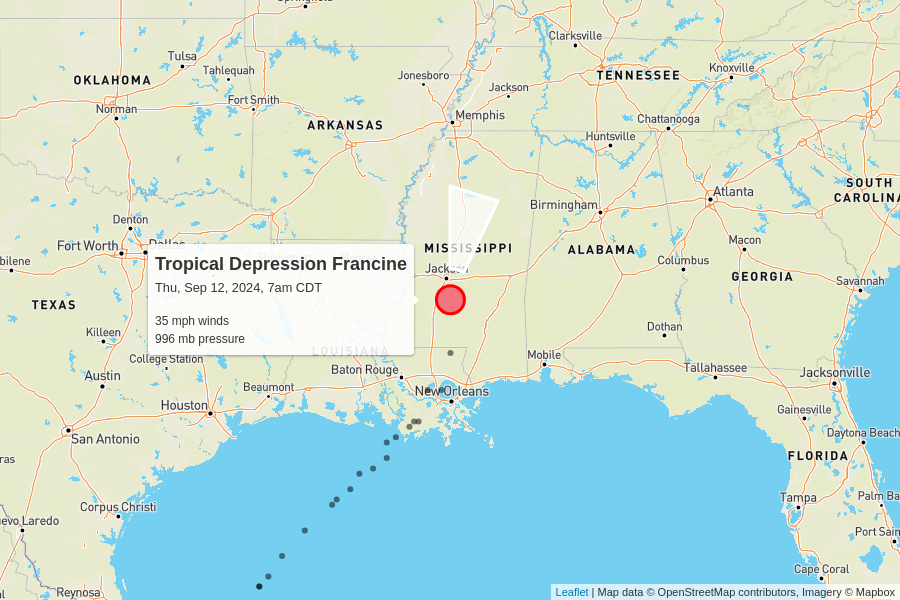 Springfield
Clarksville
Tulsa
Tahlequah
Knoxville
TENNESSEE
OKLAHOMA
Jonesboro
Jackson
Fort Smith
Norman
ARKANSAS
Memphis
Chattanooga
Huntsville
SOUTH
CAROLINA
Atlanta
Birmingham
Denton
Fort Worth
Dallas
Macon
MISSISSIPPI
ALABAMA
Columbus
Jackson
GEORGIA
Savannah
Tropical Depression Francine
Thu, Sep 12, 2024, 7am CDT
35 mph winds
996 mb pressure
TEXAS
Killeen
College Station
LOUISIANA
Dothan
Mobile
Baton Rouge
Tallahassee
Jacksonville
Austin
Beaumont
New Orleans
Houston
Gainesville
San Antonio
Daytona Beach
FLORIDA
Tampa
Palm Ba
Corpus Christi
evo Laredo
Port Sain
Cape Coral
Reynosa
Leaflet | Map data © OpenStreetMap contributors, Imagery © Mapbox